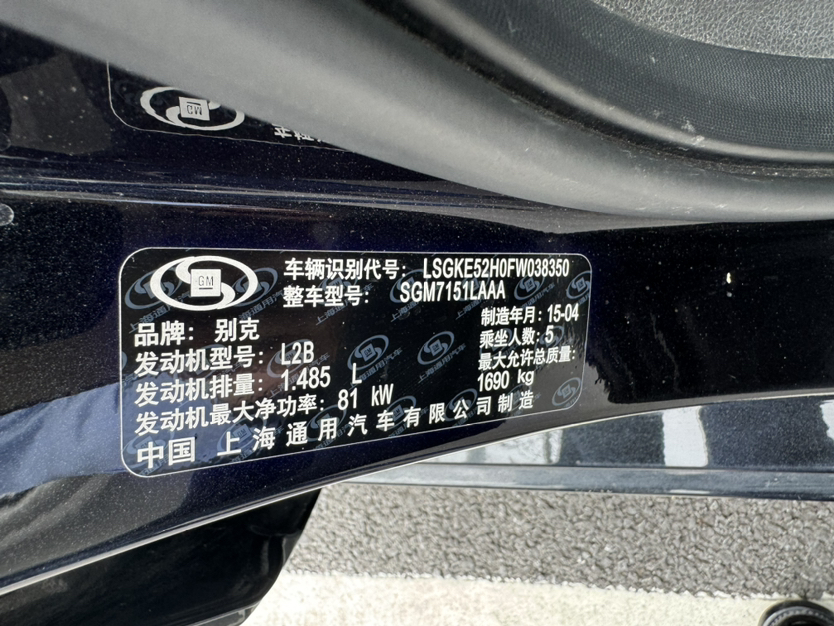 GM
车辆识别代号: LSGKE52H0FW038350
整车型号: SGM7151LAAA
品牌: 别克
制造年月: 15-04
发动机型号: L2B
乘坐人数: 5
发动机排量: 1.485 L
最大允许总质量:
1690 kg
发动机最大净功率: 81 kW
中国 上海通用汽车有限公司制造